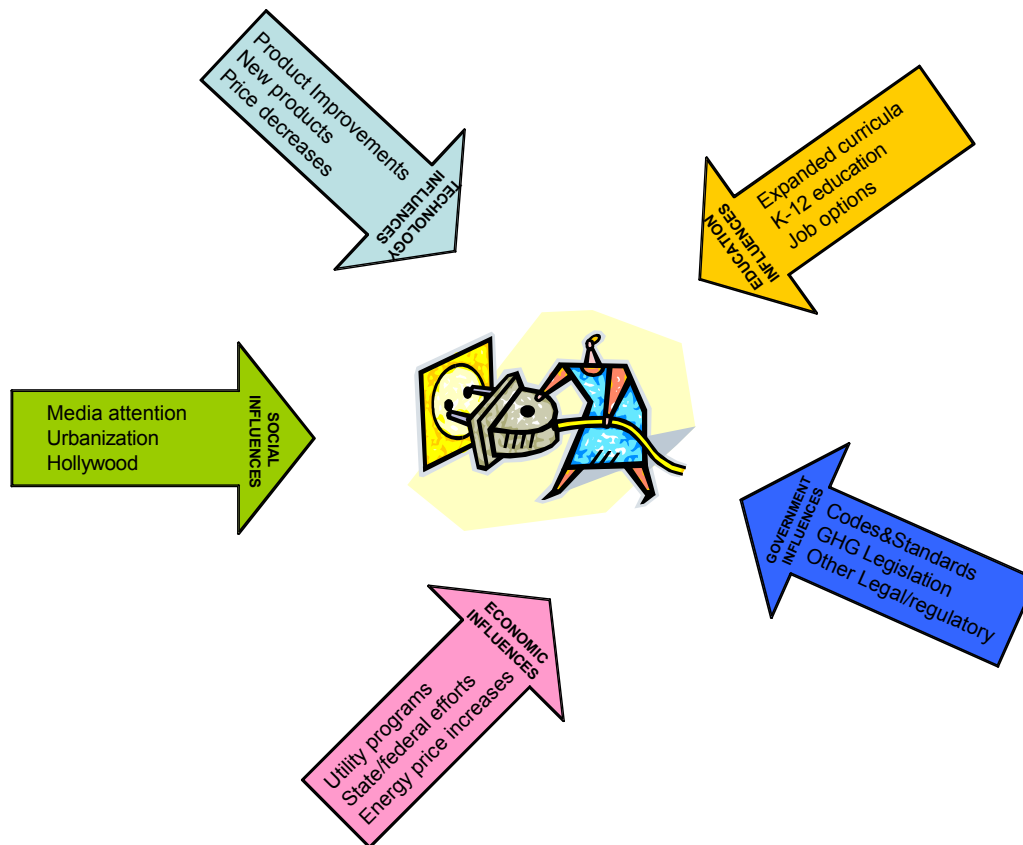 Product Improvements
New products
Price decreases
TECHNOLOGY
INFLUENCES
Expanded curricula
K-12 education
Job options
EDUCATION
INFLUENCES
Media attention
Urbanization
Hollywood
SOCIAL
INFLUENCES
Codes&Standards
GHG Legislation
Other Legal/regulatory
GOVERNMENT
INFLUENCES
Utility programs
State/federal efforts
Energy price increases
ECONOMIC
INFLUENCES